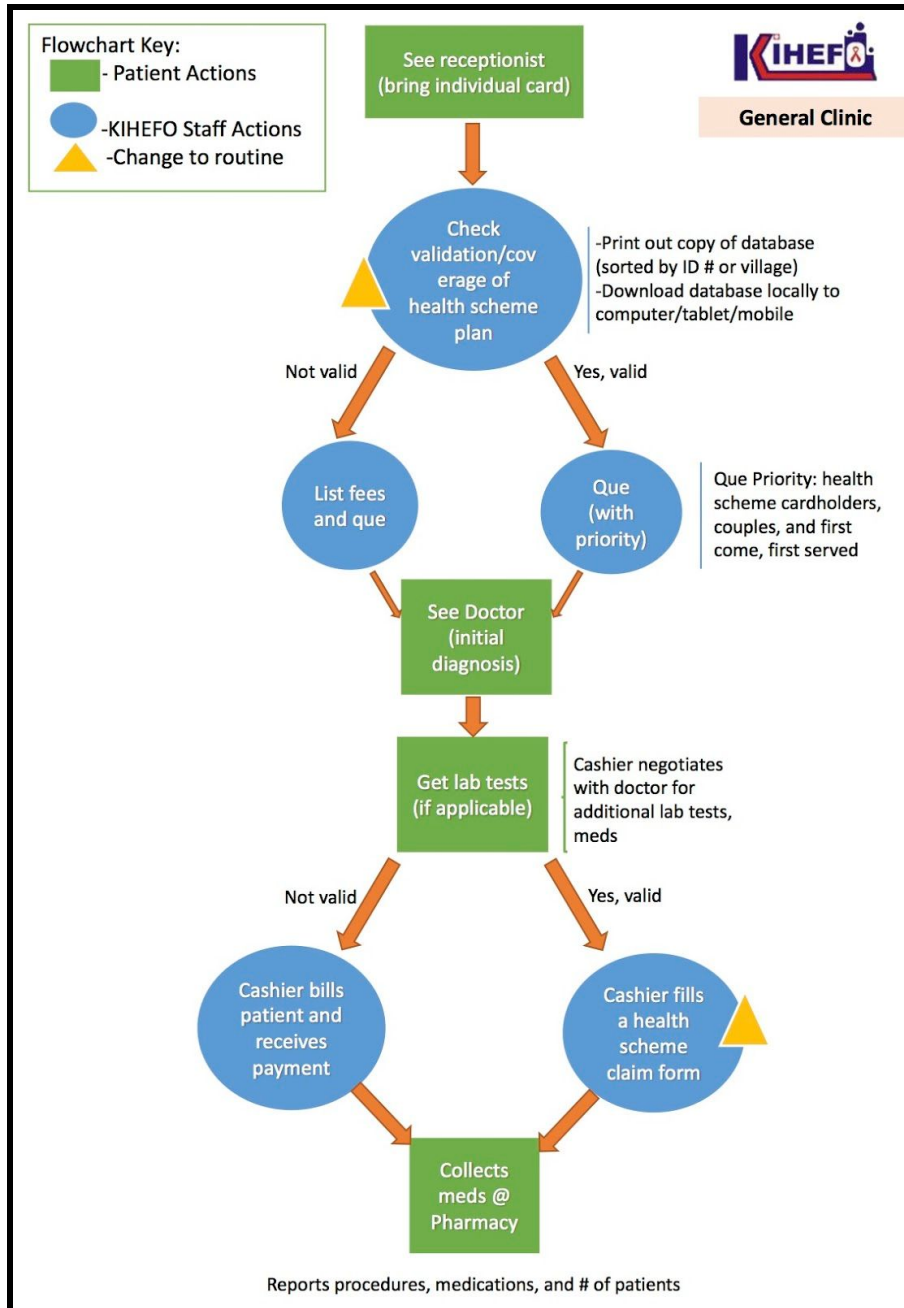 Flowchart Key:
- Patient Actions
-KIHEFO Staff Actions
-Change to routine
See receptionist
(bring individual card)
KIHEFO
General Clinic
Check
validation/cov
erage of
health scheme
plan
-Print out copy of database
(sorted by ID # or village)
-Download database locally to
computer/tablet/mobile
Not valid
Yes, valid
List fees
and que
Que
(with
priority)
Que Priority: health
scheme cardholders,
couples, and first
come, first served
See Doctor
(initial
diagnosis)
Get lab tests
(if applicable)
Cashier negotiates
with doctor for
additional lab tests,
meds
Not valid
Yes, valid
Cashier bills
patient and
receives
payment
Cashier fills
a health
scheme
claim form
Collects
meds @
Pharmacy
Reports procedures, medications, and # of patients